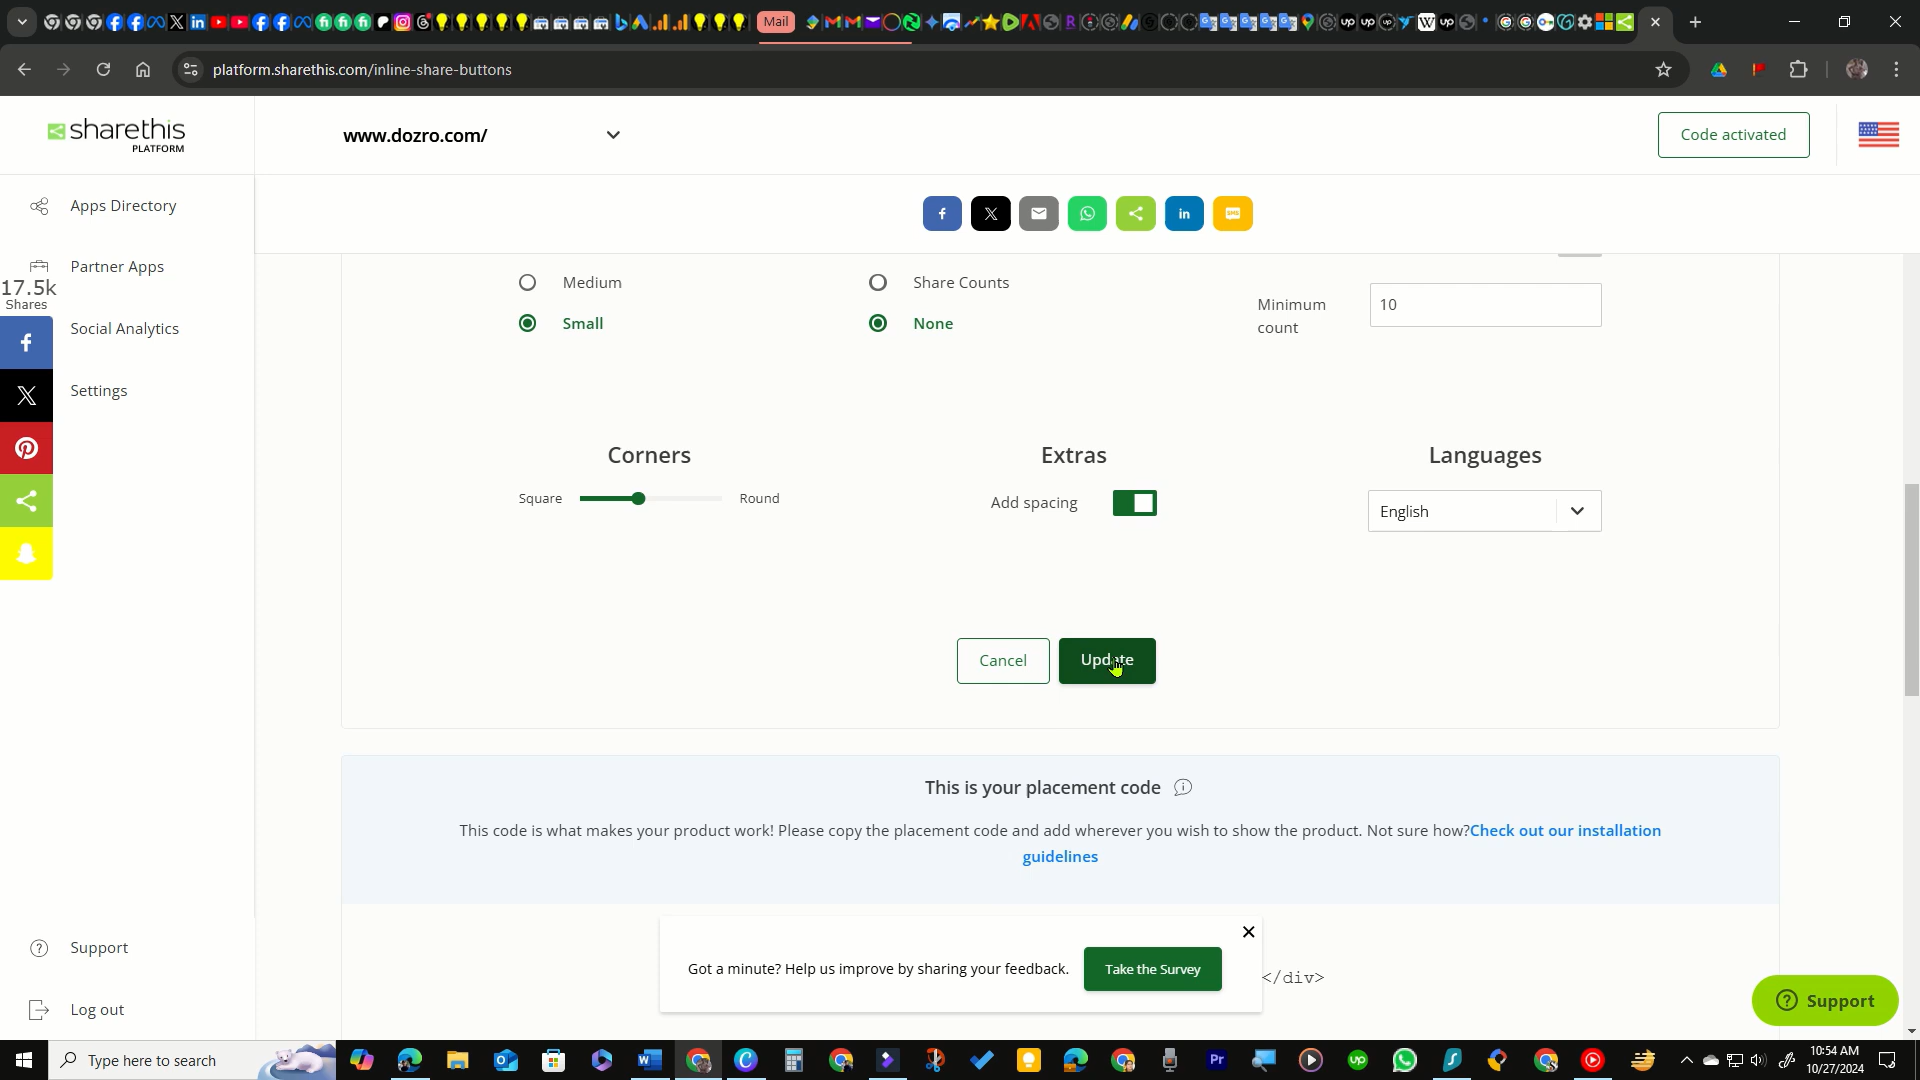 Mail
platform.sharethis.com/inline-share-buttons
sharethis
PLATFORM
www.dozro.com/
Code activated
Apps Directory
Partner Apps
17.5k
Shares
Social Analytics
Settings
Medium
Share Counts
Small
None
Minimum
count
10
Corners
Extras
Languages
Square
Round
Add spacing
English
Cancel
Update
This is your placement code
This code is what makes your product work! Please copy the placement code and add wherever you wish to show the product. Not sure how?Check out our installation
guidelines
Got a minute? Help us improve by sharing your feedback.
Take the Survey
</div>
Support
Log out
Support
Type here to search
10:54 AM
10/27/2024